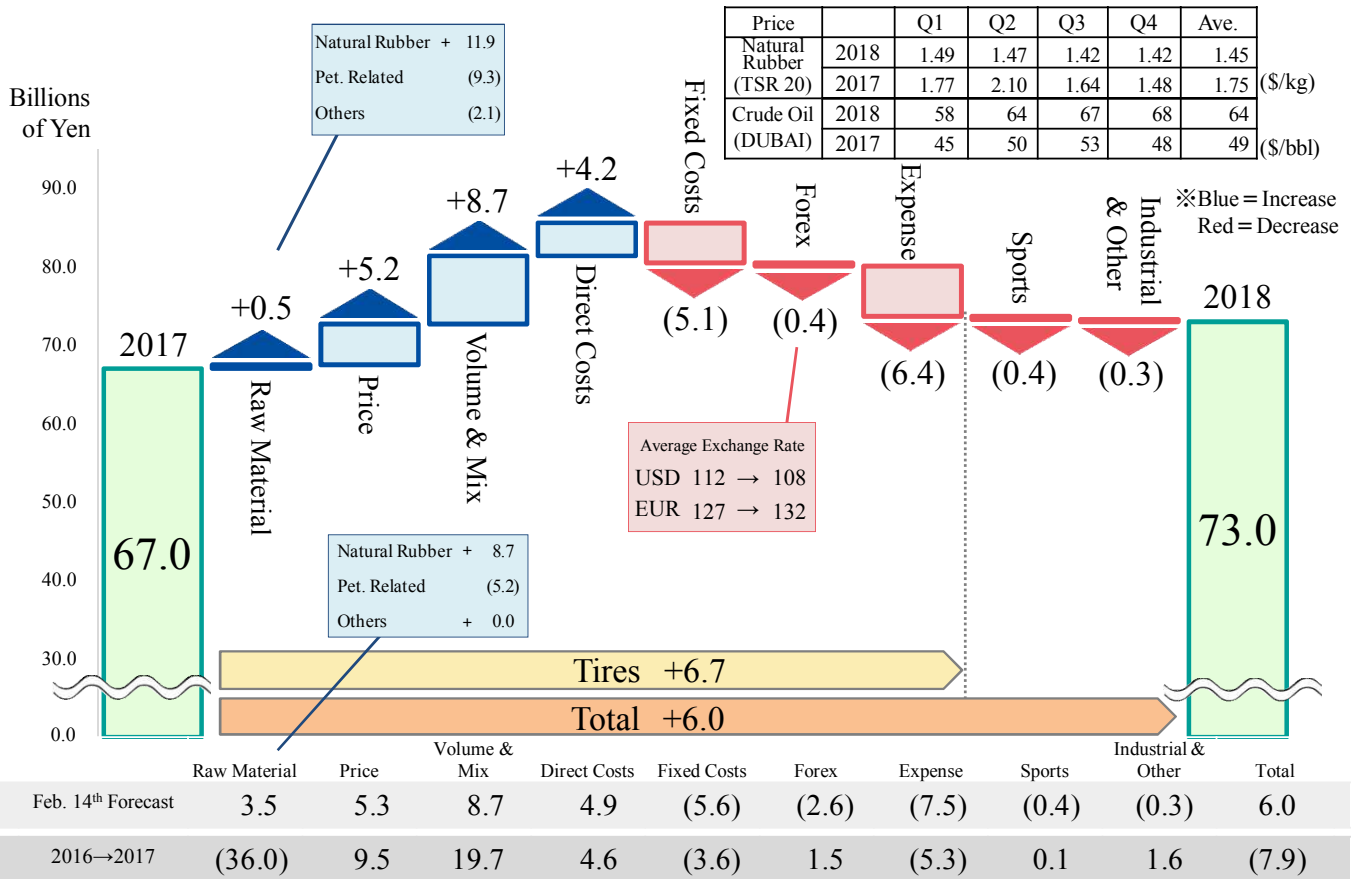 Price Q1 Q2 Q3 Q4 Ave.
Natural Rubber (TSR 20) 2018 1.49 1.47 1.42 1.42 1.45
2017 1.77 2.10 1.64 1.48 1.75 ($/kg)
Crude Oil (DUBAI) 2018 58 64 67 68 64
2017 45 50 53 48 49 ($/bbl)
※Blue = Increase
Red = Decrease
Natural Rubber + 11.9
Pet. Related (9.3)
Others (2.1)
Billions
of Yen
90.0
80.0
70.0
60.0
50.0
40.0
30.0
0.0
2017
67.0
+0.5
Raw Material
+5.2
Price
+8.7
Volume & Mix
+4.2
Direct Costs
Fixed Costs
(5.1)
Forex
(0.4)
Expense
(6.4)
Sports
(0.4)
Industrial
& Other
(0.3)
2018
73.0
Average Exchange Rate
USD 112 → 108
EUR 127 → 132
Natural Rubber + 8.7
Pet. Related (5.2)
Others + 0.0
Tires +6.7
Total +6.0
Raw Material Price Volume & Mix Direct Costs Fixed Costs Forex Expense Sports Industrial & Other Total
Feb. 14th Forecast 3.5 5.3 8.7 4.9 (5.6) (2.6) (7.5) (0.4) (0.3) 6.0
2016→2017 (36.0) 9.5 19.7 4.6 (3.6) 1.5 (5.3) 0.1 1.6 (7.9)